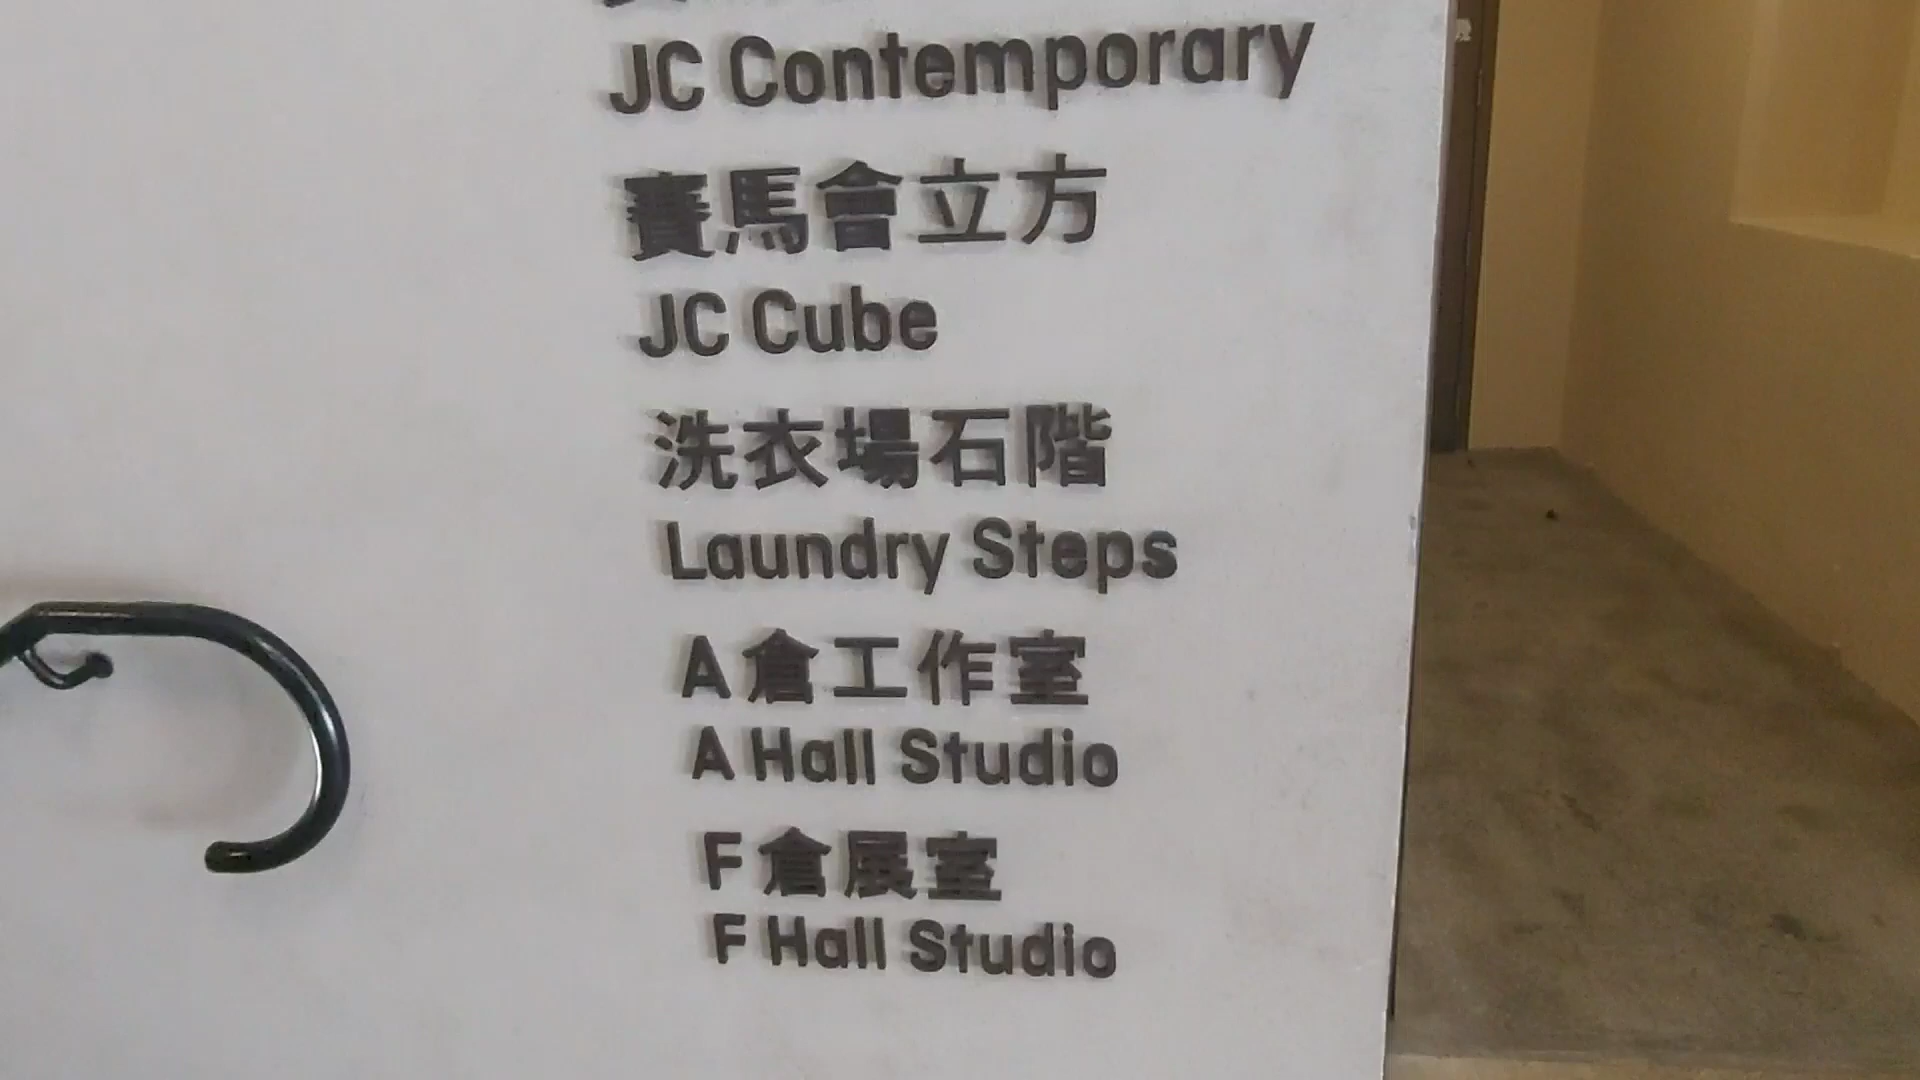 JC Contemporary
賽馬會立方
JC Cube
洗衣場石階
Laundry Steps
A倉工作室
A Hall Studio
F倉展室
F Hall Studio